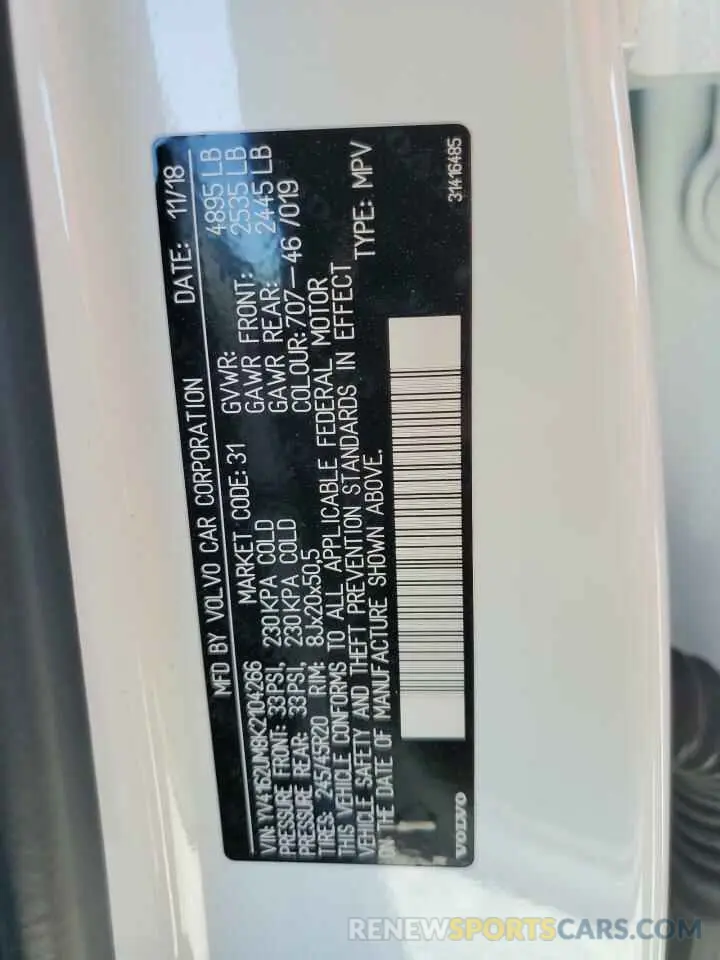 MFD BY VOLVO CAR CORPORATION DATE: 11/18
VIN: YV4162UM8K2104266 MARKET CODE: 31 GVWR: 4895 LB
PRESSURE FRONT: 33PSI, 230KPA COLD GAWR FRONT: 2535 LB
PRESSURE REAR: 33PSI, 230KPA COLD GAWR REAR: 2445 LB
TIRES: 245/45R20 RIM: 8Jx20x50,5 COLOUR: 707-46 /019
THIS VEHICLE CONFORMS TO ALL APPLICABLE FEDERAL MOTOR
VEHICLE SAFETY AND THEFT PREVENTION STANDARDS IN EFFECT
ON THE DATE OF MANUFACTURE SHOWN ABOVE. TYPE: MPV
VOLVO 31416485
RENEWSPORTSCARS.COM